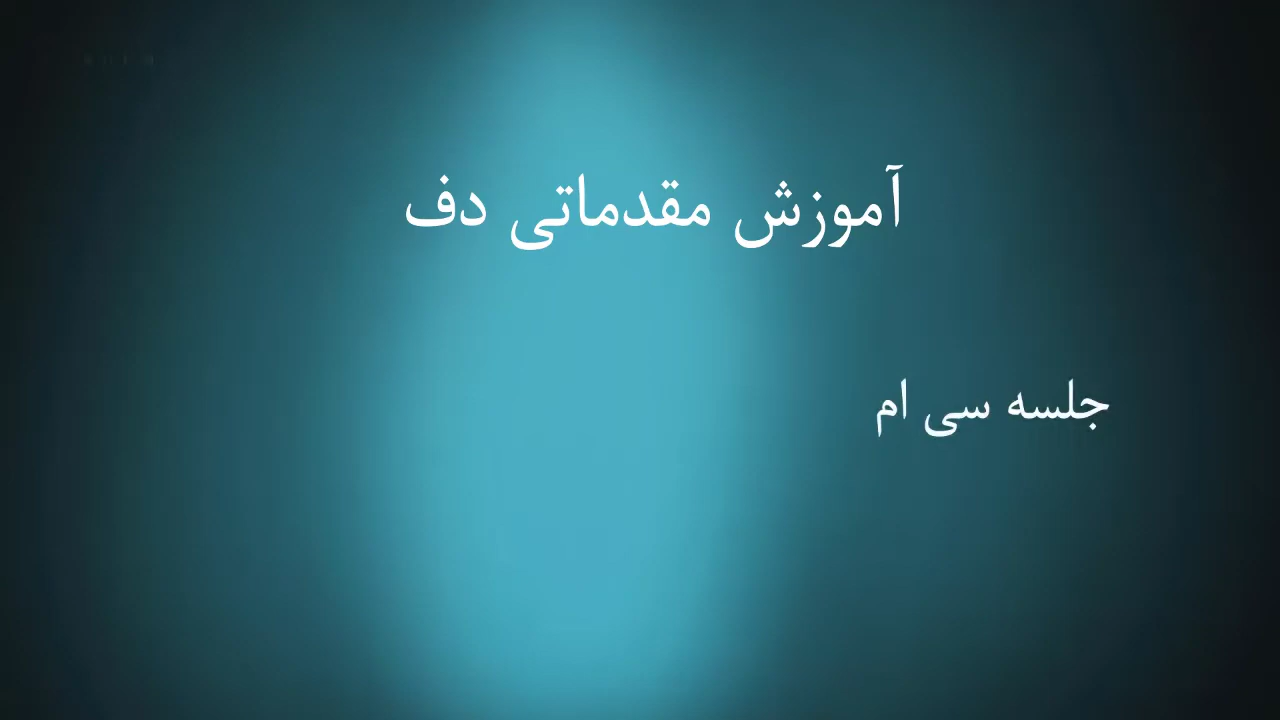 آموزش مقدماتی دف
جلسه سی ام